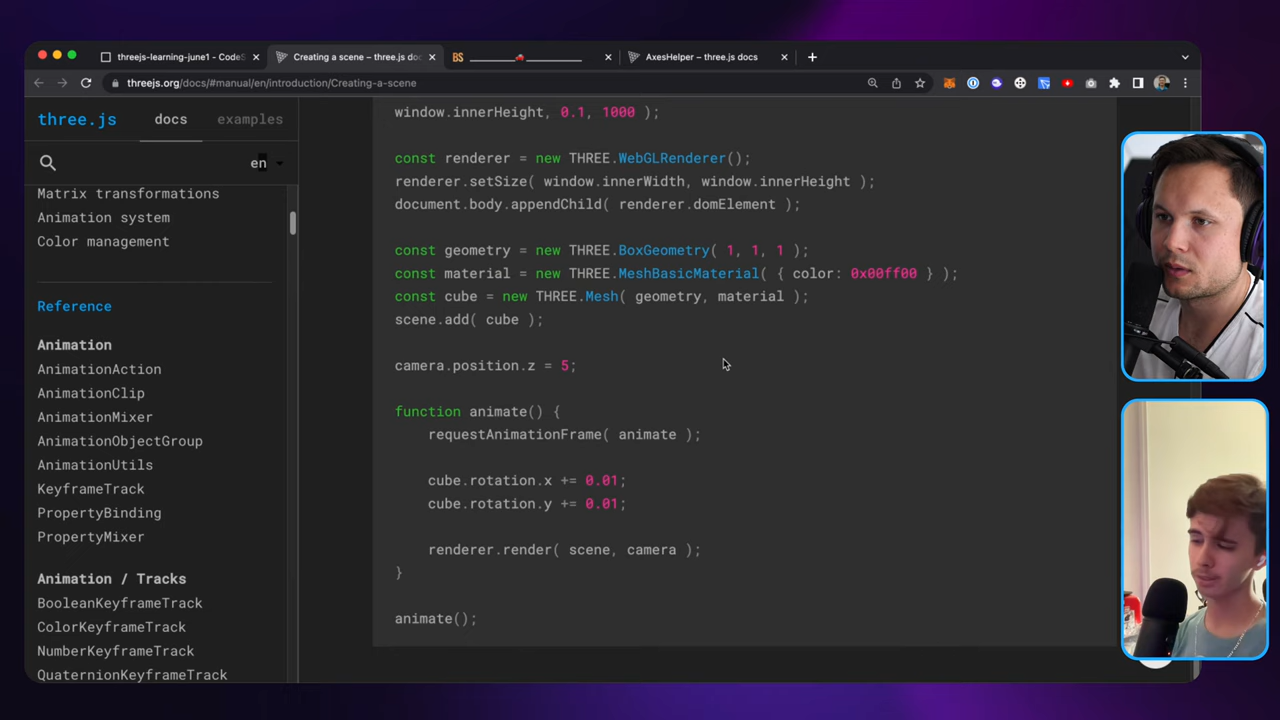 threejs-learning-june1 - CodeS
Creating a scene – three.js doc
BS
AxesHelper – three.js docs
threejs.org/docs/#manual/en/introduction/Creating-a-scene
three.js
docs
examples
en
Matrix transformations
Animation system
Color management
Reference
Animation
AnimationAction
AnimationClip
AnimationMixer
AnimationObjectGroup
AnimationUtils
KeyframeTrack
PropertyBinding
PropertyMixer
Animation / Tracks
BooleanKeyframeTrack
ColorKeyframeTrack
NumberKeyframeTrack
QuaternionKeyframeTrack
window.innerHeight, 0.1, 1000 );
const renderer = new THREE.WebGLRenderer();
renderer.setSize( window.innerWidth, window.innerHeight );
document.body.appendChild( renderer.domElement );
const geometry = new THREE.BoxGeometry( 1, 1, 1 );
const material = new THREE.MeshBasicMaterial( { color: 0x00ff00 } );
const cube = new THREE.Mesh( geometry, material );
scene.add( cube );
camera.position.z = 5;
function animate() {
requestAnimationFrame( animate );
cube.rotation.x += 0.01;
cube.rotation.y += 0.01;
renderer.render( scene, camera );
}
animate();